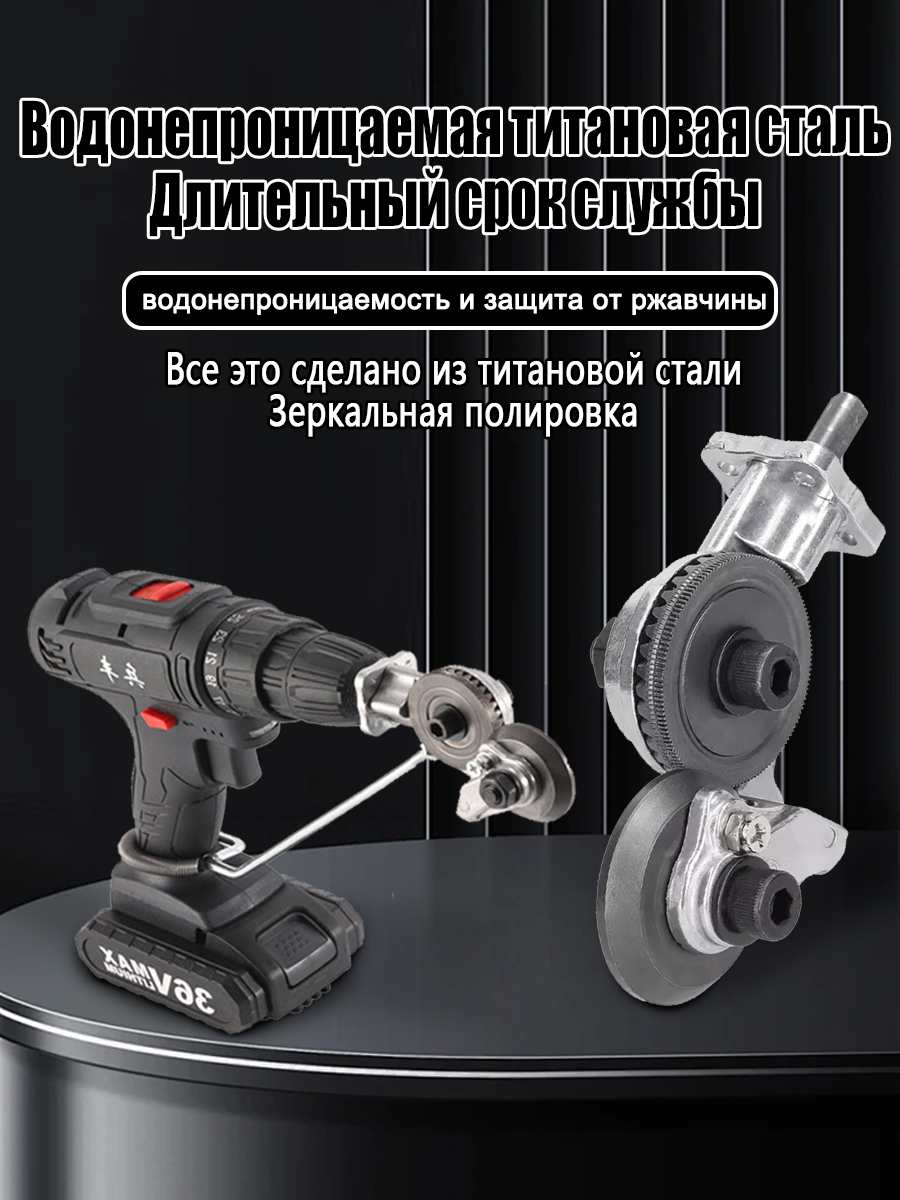 Водонепроницаемая титановая сталь
Длительный срок службы
водонепроницаемость и защита от ржавчины
Все это сделано из титановой стали
Зеркальная полировка
MAX
LITHIUM
36V